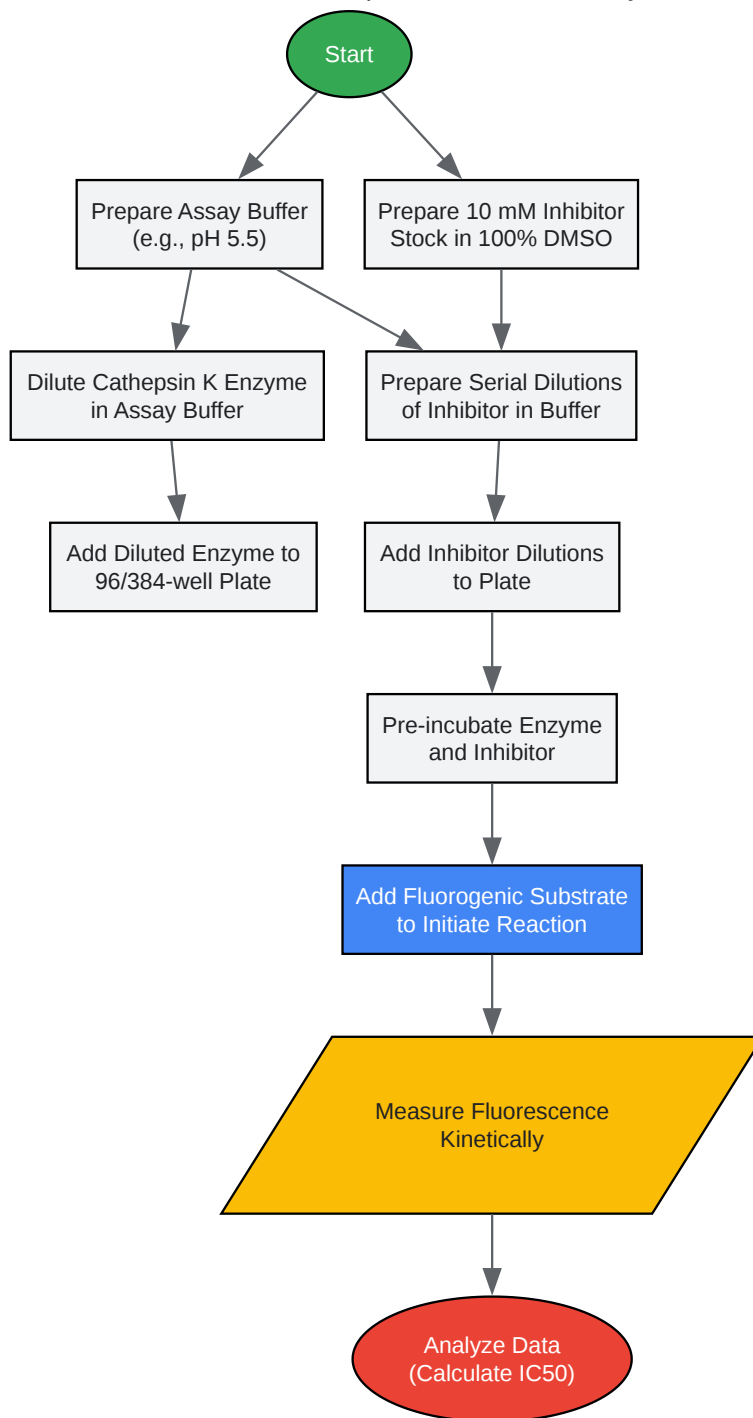 Start
Prepare Assay Buffer
(e.g., pH 5.5)
Prepare 10 mM Inhibitor
Stock in 100% DMSO
Dilute Cathepsin K Enzyme
in Assay Buffer
Prepare Serial Dilutions
of Inhibitor in Buffer
Add Diluted Enzyme to
96/384-well Plate
Add Inhibitor Dilutions
to Plate
Pre-incubate Enzyme
and Inhibitor
Add Fluorogenic Substrate
to Initiate Reaction
Measure Fluorescence
Kinetically
Analyze Data
(Calculate IC50)